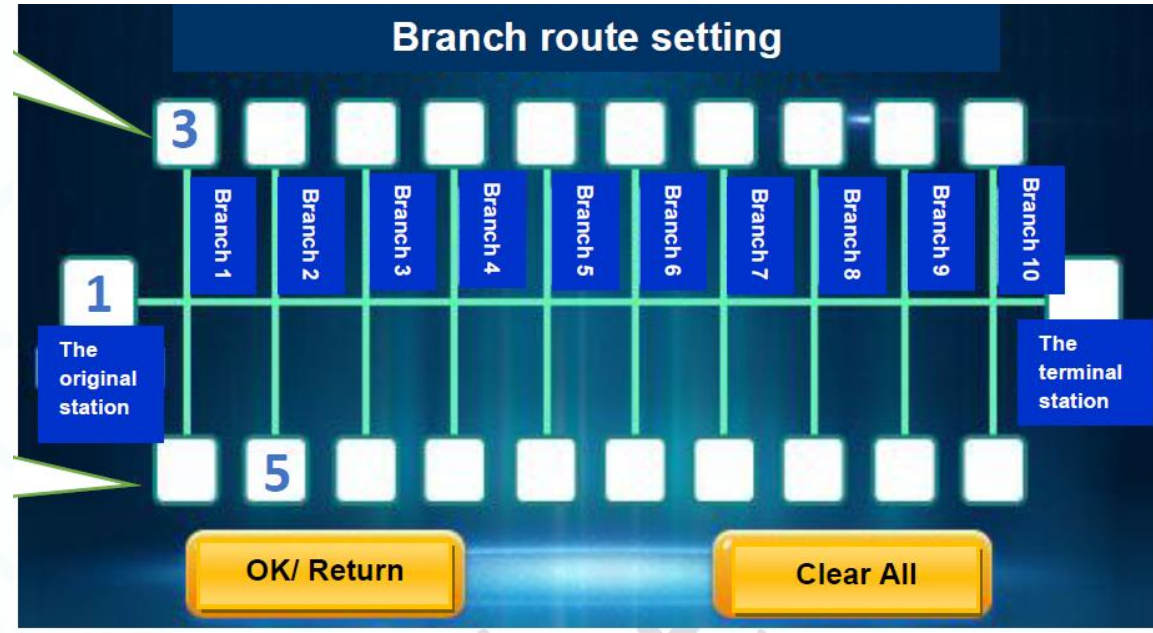 Branch route setting
3
Branch 1
Branch 2
Branch 3
Branch 4
Branch 5
Branch 6
Branch 7
Branch 8
Branch 9
Branch 10
1
The
original
station
The
terminal
station
5
OK/ Return
Clear All